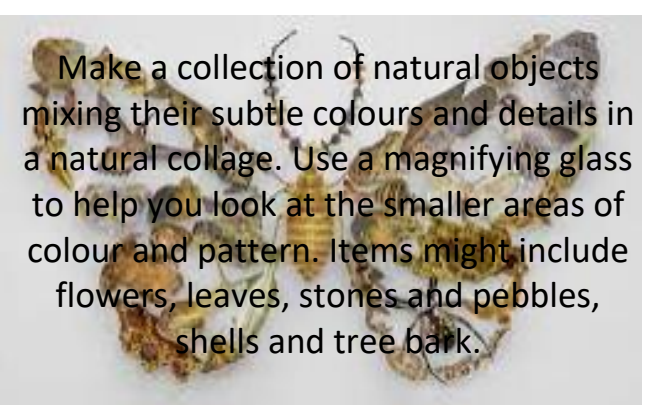 Make a collection of natural objects
mixing their subtle colours and details in
a natural collage. Use a magnifying glass
to help you look at the smaller areas of
colour and pattern. Items might include
flowers, leaves, stones and pebbles,
shells and tree bark.